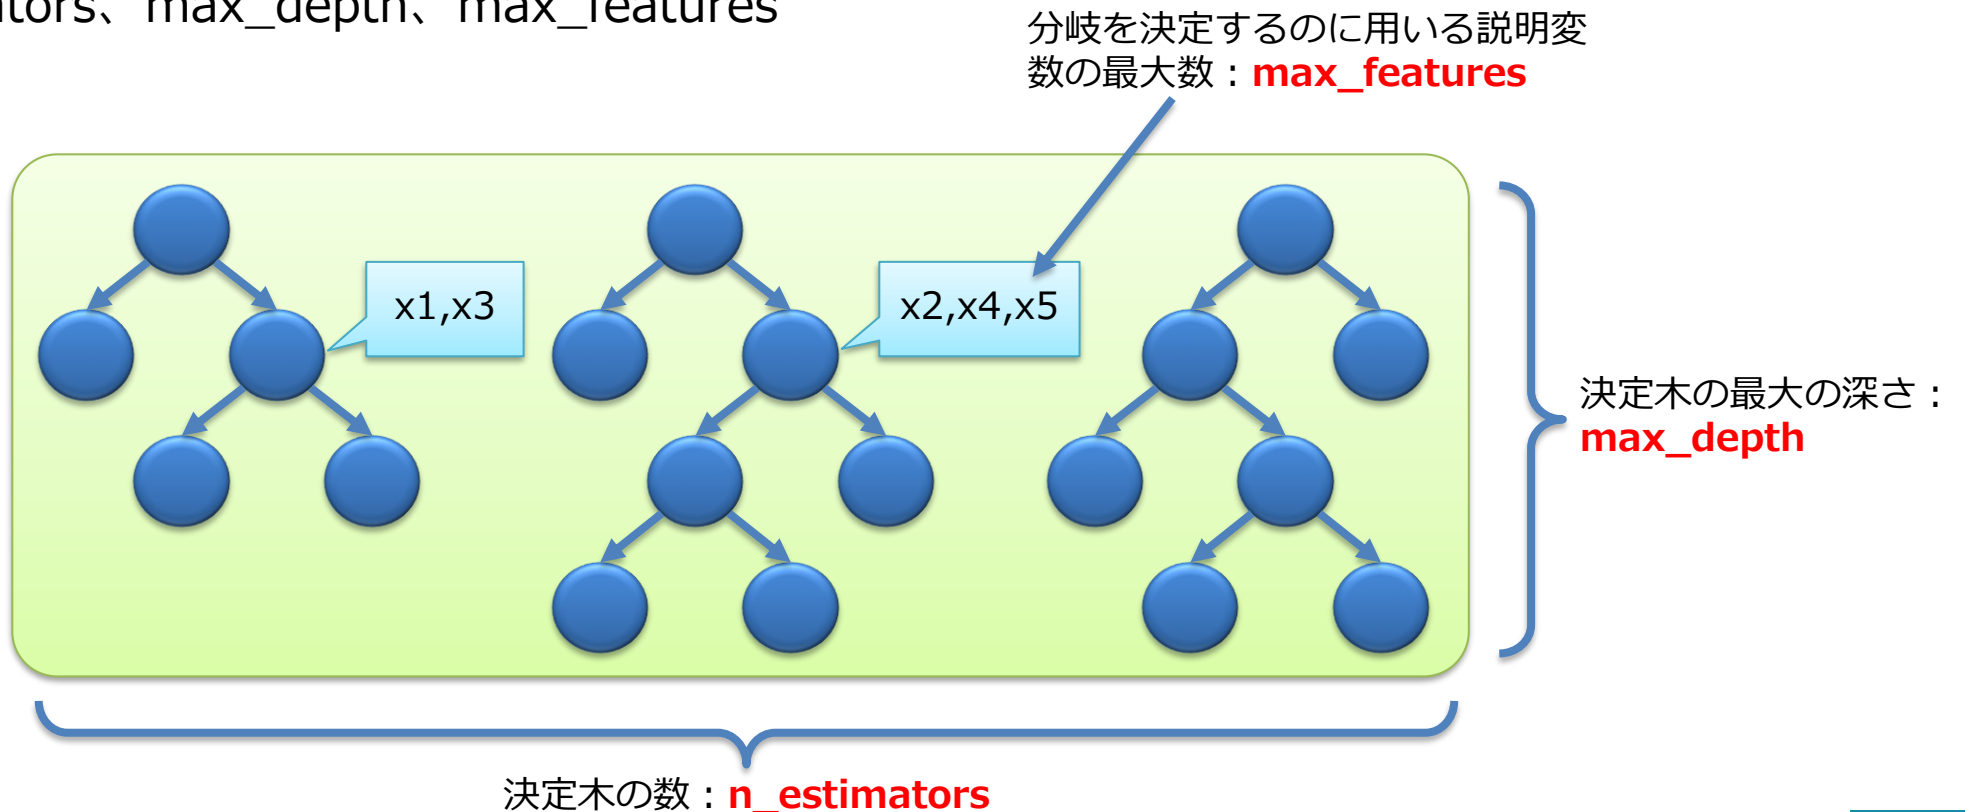 max_depth、max_features
分岐を決定するのに用いる説明変
数の最大数：max_features
x1,x3
x2,x4,x5
決定木の最大の深さ：
max_depth
決定木の数：n_estimators